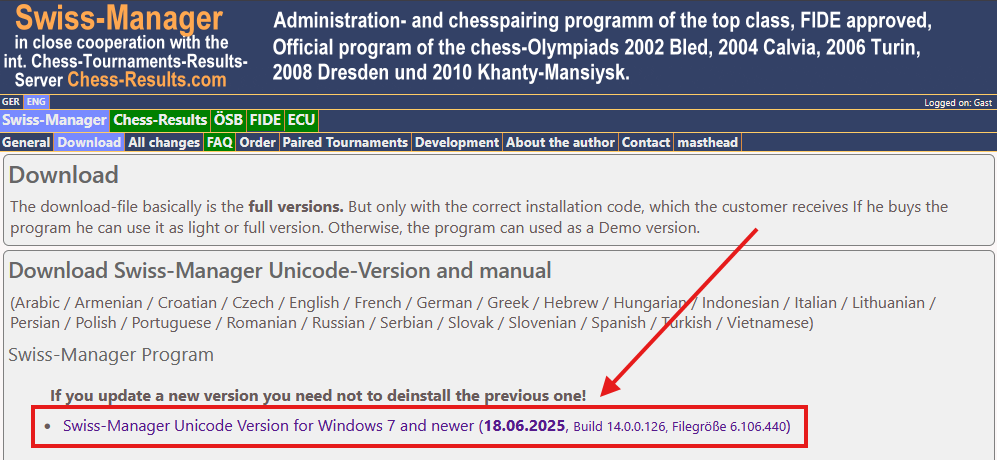 Swiss-Manager
in close cooperation with the
int. Chess-Tournaments-Results-
Server Chess-Results.com
Administration- and chesspairing programm of the top class, FIDE approved,
Official program of the chess-Olympiads 2002 Bled, 2004 Calvia, 2006 Turin,
2008 Dresden und 2010 Khanty-Mansiysk.
GER ENG
Logged on: Gast
Swiss-Manager Chess-Results ÖSB FIDE ECU
General Download All changes FAQ Order Paired Tournaments Development About the author Contact masthead
Download
The download-file basically is the full versions. But only with the correct installation code, which the customer receives If he buys the
program he can use it as light or full version. Otherwise, the program can used as a Demo version.
Download Swiss-Manager Unicode-Version and manual
(Arabic / Armenian / Croatian / Czech / English / French / German / Greek / Hebrew / Hungarian / Indonesian / Italian / Lithuanian /
Persian / Polish / Portuguese / Romanian / Russian / Serbian / Slovak / Slovenian / Spanish / Turkish / Vietnamese)
Swiss-Manager Program
If you update a new version you need not to deinstall the previous one!
• Swiss-Manager Unicode Version for Windows 7 and newer (18.06.2025, Build 14.0.0.126, Filegröße 6.106.440)